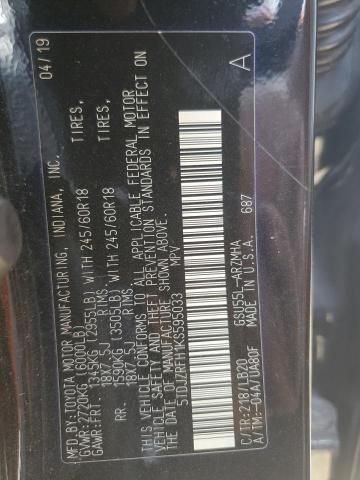 MFD. BY: TOYOTA MOTOR MANUFACTURING, INDIANA, INC. 04/19
GVWR:2720KG (6000LB)
GAWR:FRT. 1345KG (2955LB) WITH 245/60R18 TIRES,
18X7.5J RIMS
RR. 1590KG (3505LB) WITH 245/60R18 TIRES,
18X7.5J RIMS
THIS VEHICLE CONFORMS TO ALL APPLICABLE FEDERAL MOTOR
VEHICLE SAFETY AND THEFT PREVENTION STANDARDS IN EFFECT ON
THE DATE OF MANUFACTURE SHOWN ABOVE.
5TDJZRFH1KS595033 MPV A
C/TR:218/LB20 GSU55L-ARZMHA
A/TM:-04A/UA80F MADE IN U.S.A. 687